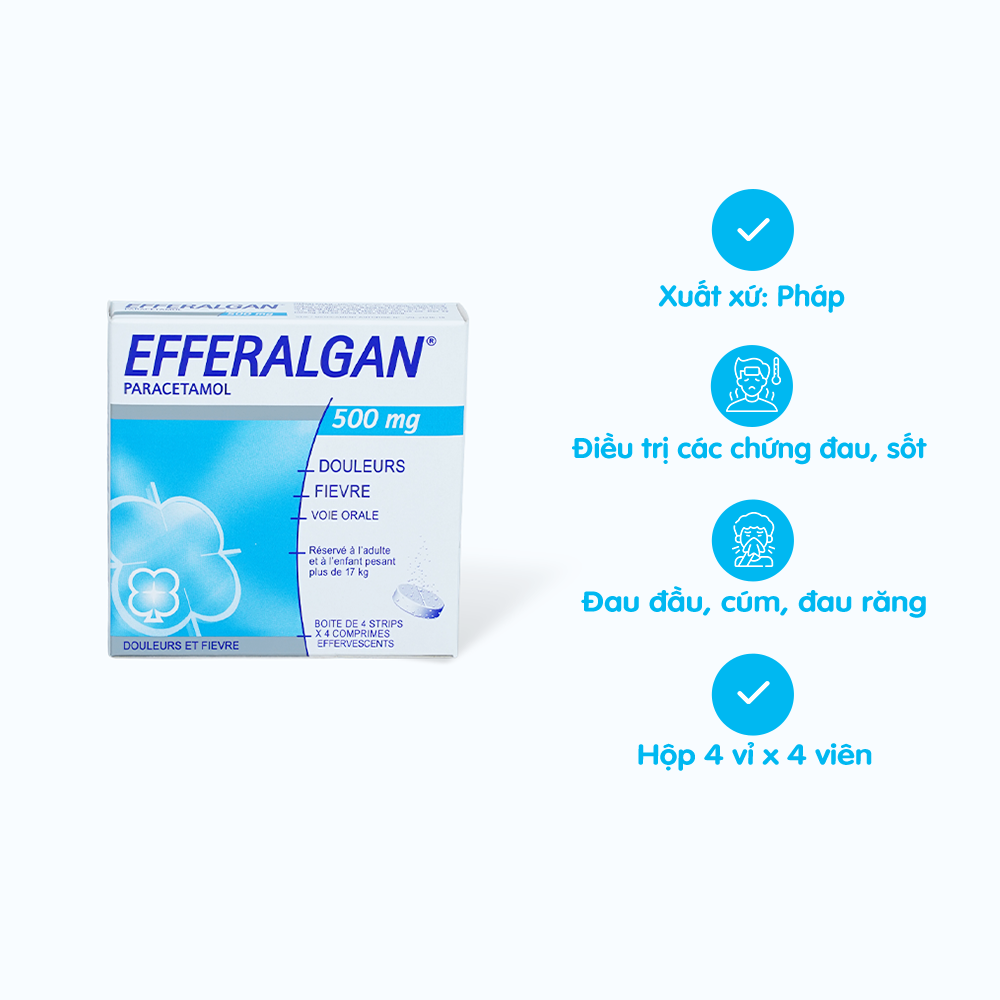 EFFERALGAN
500 mg
EFFERALGAN®
PARACETAMOL
500 mg
DOULEURS
FIEVRE
VOIE ORALE
Réservé à l'adulte
et à l'enfant pesant
plus de 17 kg
BOITE DE 4 STRIPS
X 4 COMPRIMES
EFFERVESCENTS
DOULEURS ET FIEVRE
Xuất xứ: Pháp
Điều trị các chứng đau, sốt
Đau đầu, cúm, đau răng
Hộp 4 vỉ x 4 viên